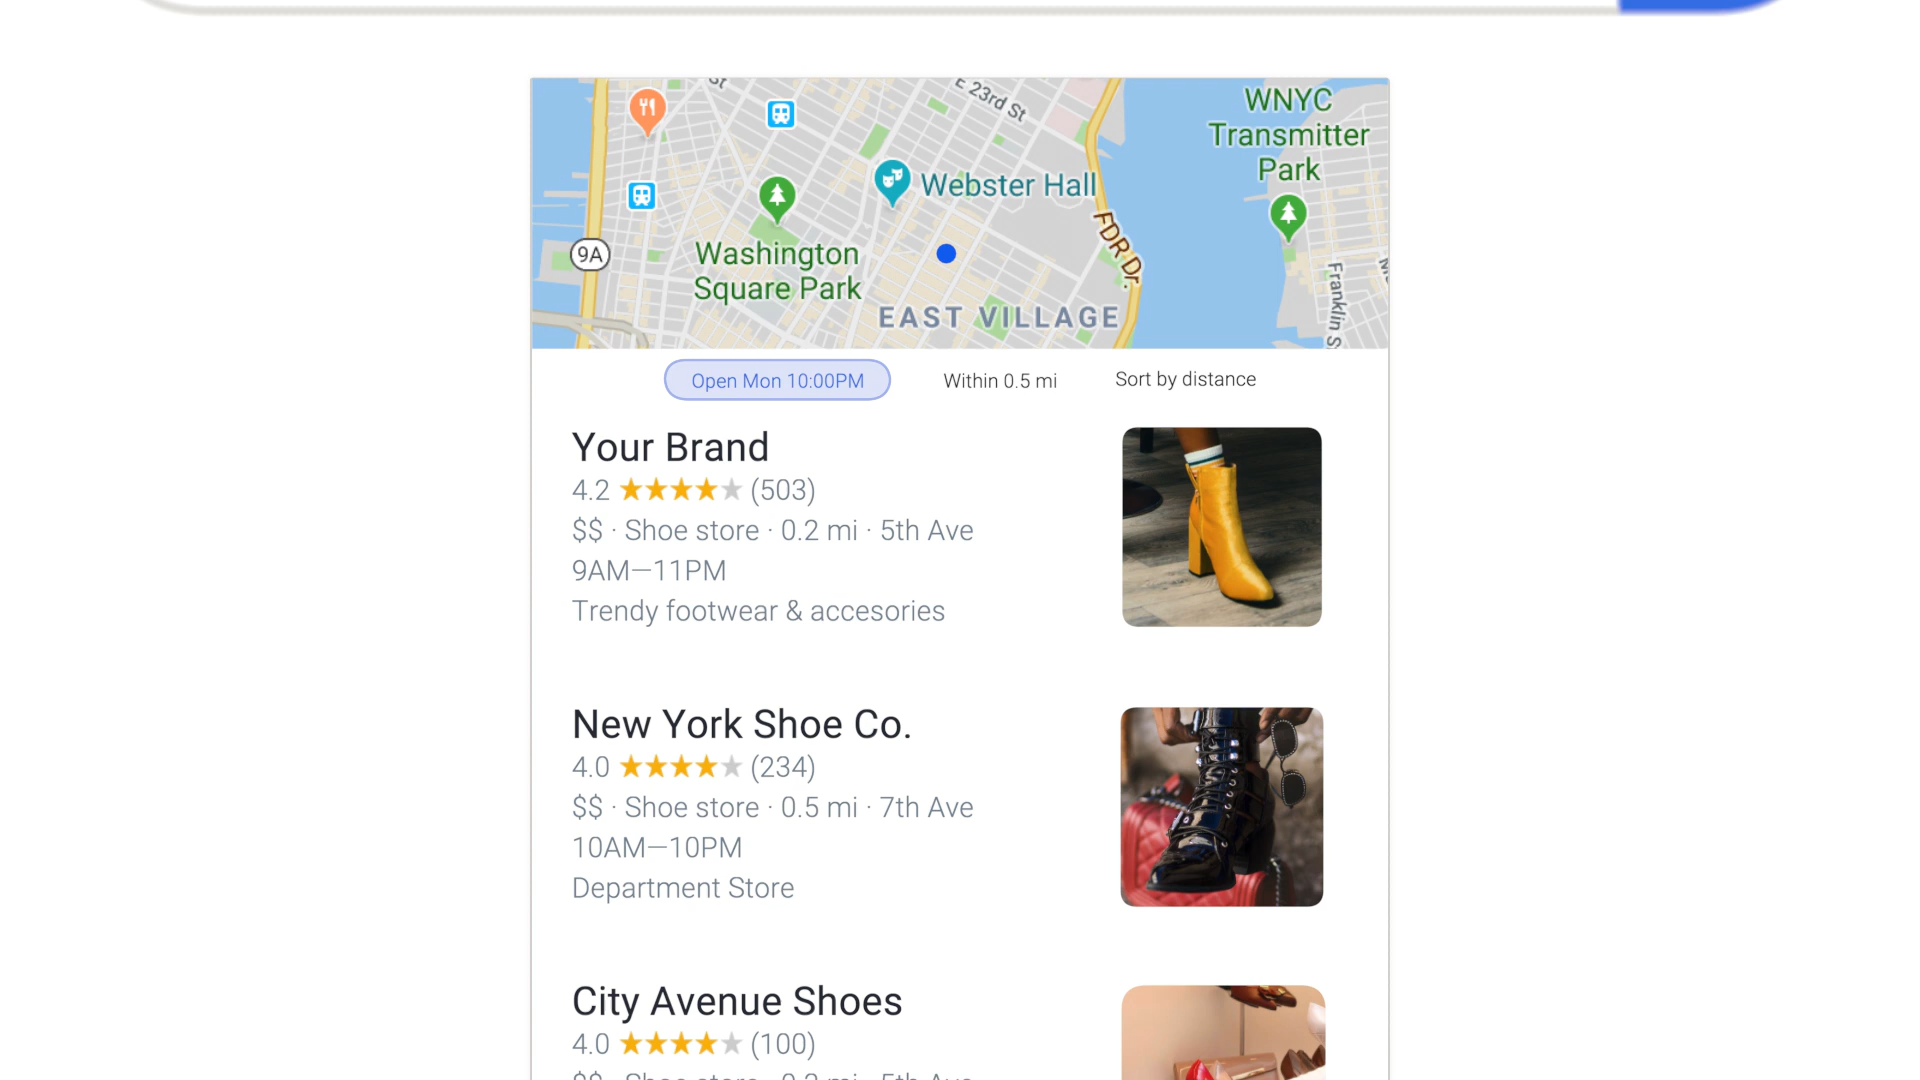 St
E 23rd St
WNYC
Transmitter
Park
Webster Hall
FDR Dr.
9A
Washington
Square Park
EAST VILLAGE
Franklin S
Open Mon 10:00PM
Within 0.5 mi
Sort by distance
Your Brand
4.2 (503)
$$ · Shoe store · 0.2 mi · 5th Ave
9AM—11PM
Trendy footwear & accesories
New York Shoe Co.
4.0 (234)
$$ · Shoe store · 0.5 mi · 7th Ave
10AM—10PM
Department Store
City Avenue Shoes
4.0 (100)